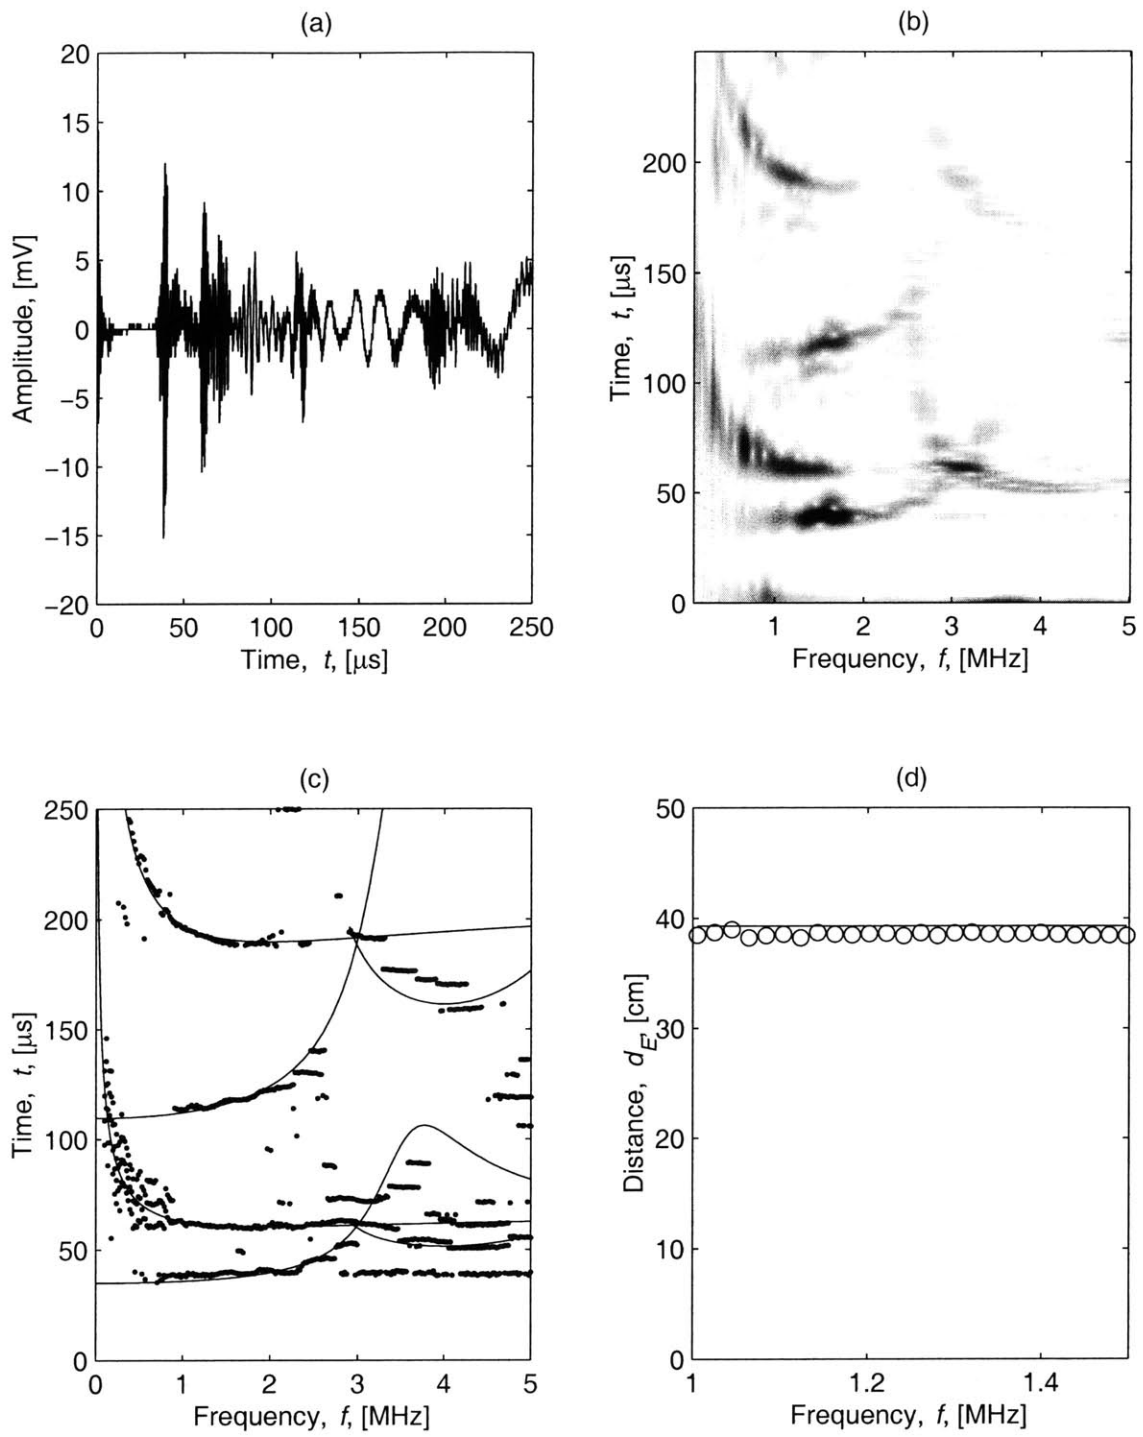 (a)
20
15
10
5
0
−5
−10
−15
−20
Amplitude, [mV]
0 50 100 150 200 250
Time, t, [μs]
(b)
200
150
100
50
0
Time, t, [μs]
1 2 3 4 5
Frequency, f, [MHz]
(c)
250
200
150
100
50
0
Time, t, [μs]
0 1 2 3 4 5
Frequency, f, [MHz]
(d)
50
40
30
20
10
0
Distance, dE, [cm]
1 1.2 1.4
Frequency, f, [MHz]